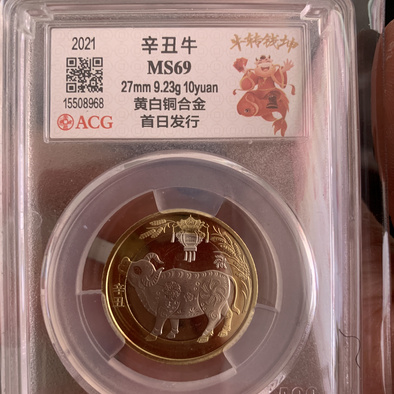 2021
15508968
ACG
辛丑牛
MS69
27mm 9.23g 10yuan
黄白铜合金
首日发行
牛转钱坤
辛丑